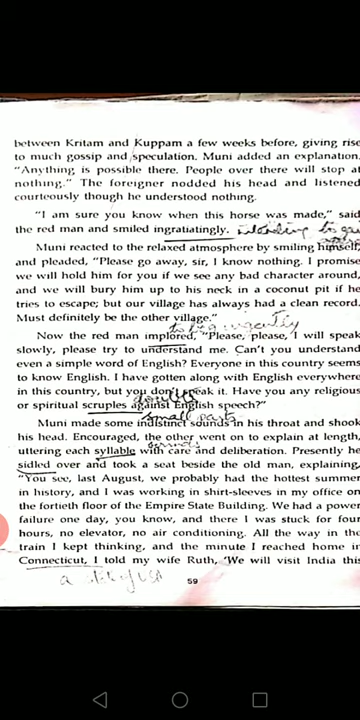 between Kritam and Kuppam a few weeks before, giving rise
to much gossip and speculation. Muni added an explanation,
"Anything is possible there. People over there will stop at
nothing." The foreigner nodded his head and listened
courteously though he understood nothing.
"I am sure you know when this horse was made," said
the red man and smiled ingratiatingly. intending to
Muni reacted to the relaxed atmosphere by smiling himself,
and pleaded, "Please go away, sir, I know nothing. I promise
we will hold him for you if we see any bad character around,
and we will bury him up to his neck in a coconut pit if he
tries to escape; but our village has always had a clean record.
Must definitely be the other village."
to beg urgently
Now the red man implored, "Please, please, I will speak
slowly, please try to understand me. Can't you understand
even a simple word of English? Everyone in this country seems
to know English. I have gotten along with English everywhere
in this country, but you don't speak it. Have you any religious
doubts
or spiritual scruples against English speech?"
small parts
Muni made some indistinct sounds in his throat and shook
his head. Encouraged, the other went on to explain at length,
uttering each syllable with care and deliberation. Presently he
sidled over and took a seat beside the old man, explaining,
"You see, last August, we probably had the hottest summer
in history, and I was working in shirt-sleeves in my office on
the fortieth floor of the Empire State Building. We had a power
failure one day, you know, and there I was stuck for four
hours, no elevator, no air conditioning. All the way in the
train I kept thinking, and the minute I reached home in
Connecticut, I told my wife Ruth, 'We will visit India this
a state of USA
59